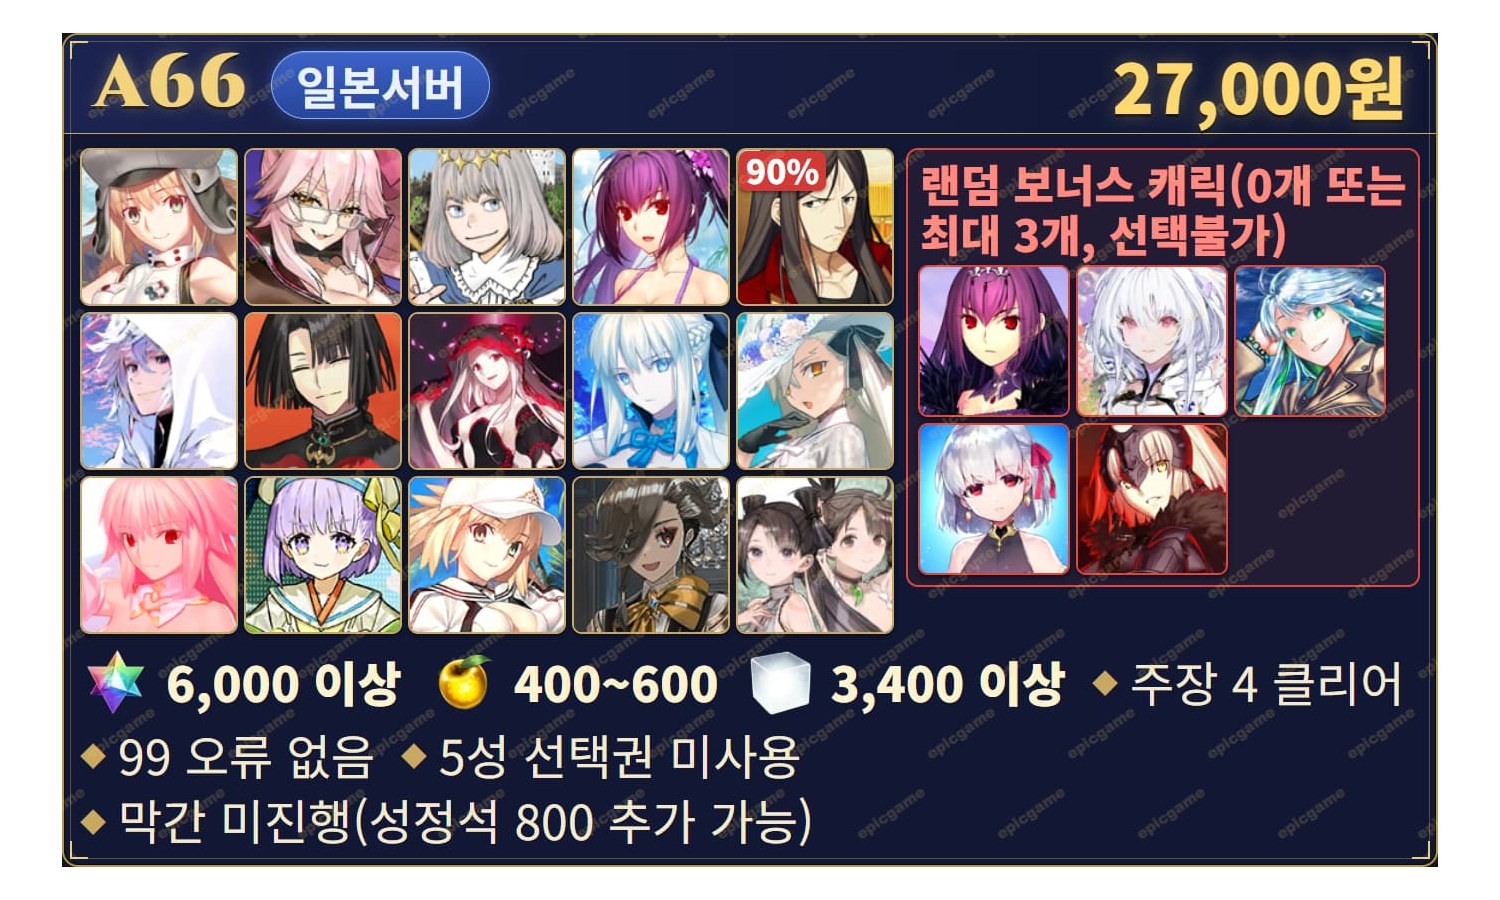 A66 일본서버 27,000원
90%
랜덤 보너스 캐릭(0개 또는
최대 3개, 선택불가)
6,000 이상 400~600 3,400 이상 ◆ 주장 4 클리어
◆ 99 오류 없음 ◆ 5성 선택권 미사용
◆ 막간 미진행(성정석 800 추가 가능)
epicgame